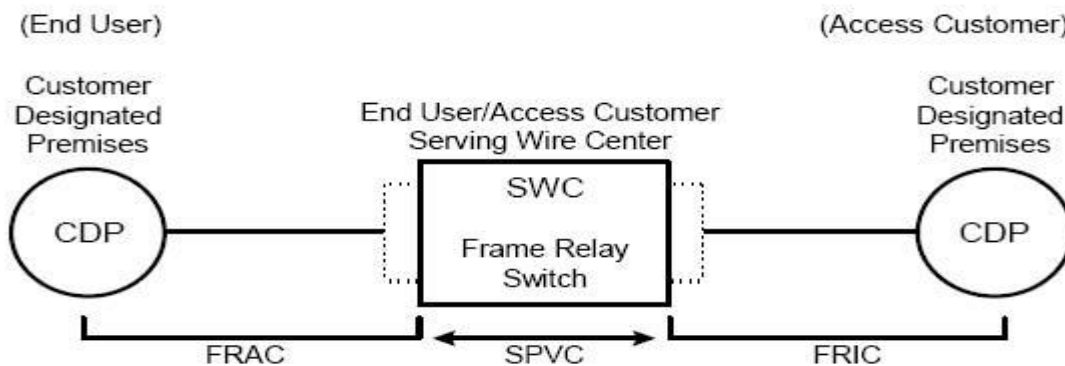 (End User)
(Access Customer)
Customer
Designated
Premises
End User/Access Customer
Serving Wire Center
Customer
Designated
Premises
CDP
SWC
Frame Relay
Switch
CDP
FRAC
SPVC
FRIC